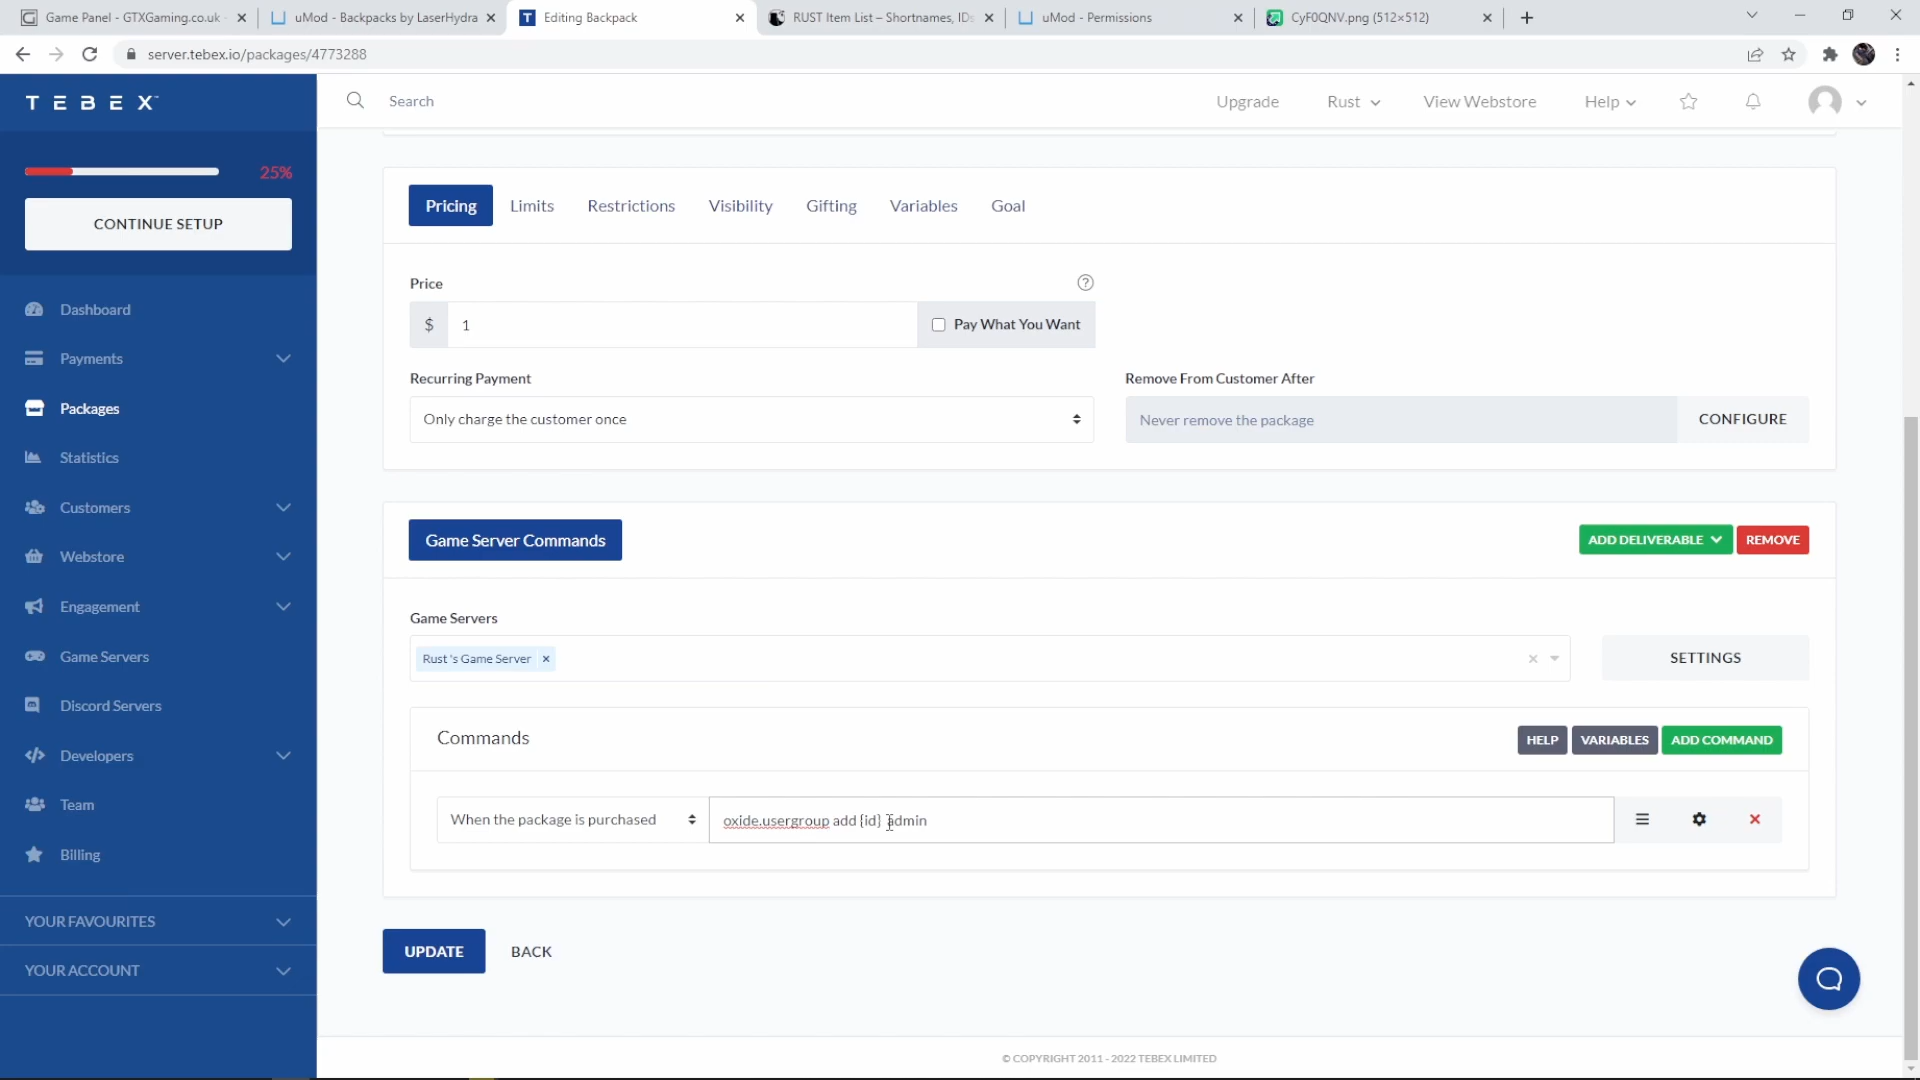 Game Panel - GTXGaming.co.uk
uMod - Backpacks by LaserHydra
Editing Backpack
RUST Item List – Shortnames, IDs
uMod - Permissions
CyF0QNV.png (512×512)
server.tebex.io/packages/4773288
TEBEX™
Search
Upgrade
Rust
View Webstore
Help
25%
CONTINUE SETUP
Dashboard
Payments
Packages
Statistics
Customers
Webstore
Engagement
Game Servers
Discord Servers
Developers
Team
Billing
YOUR FAVOURITES
YOUR ACCOUNT
Pricing
Limits
Restrictions
Visibility
Gifting
Variables
Goal
Price
$ 1
Pay What You Want
Recurring Payment
Only charge the customer once
Remove From Customer After
Never remove the package
CONFIGURE
Game Server Commands
ADD DELIVERABLE
REMOVE
Game Servers
Rust 's Game Server ×
SETTINGS
Commands
HELP
VARIABLES
ADD COMMAND
When the package is purchased
oxide.usergroup add {id} admin
UPDATE
BACK
© COPYRIGHT 2011 - 2022 TEBEX LIMITED